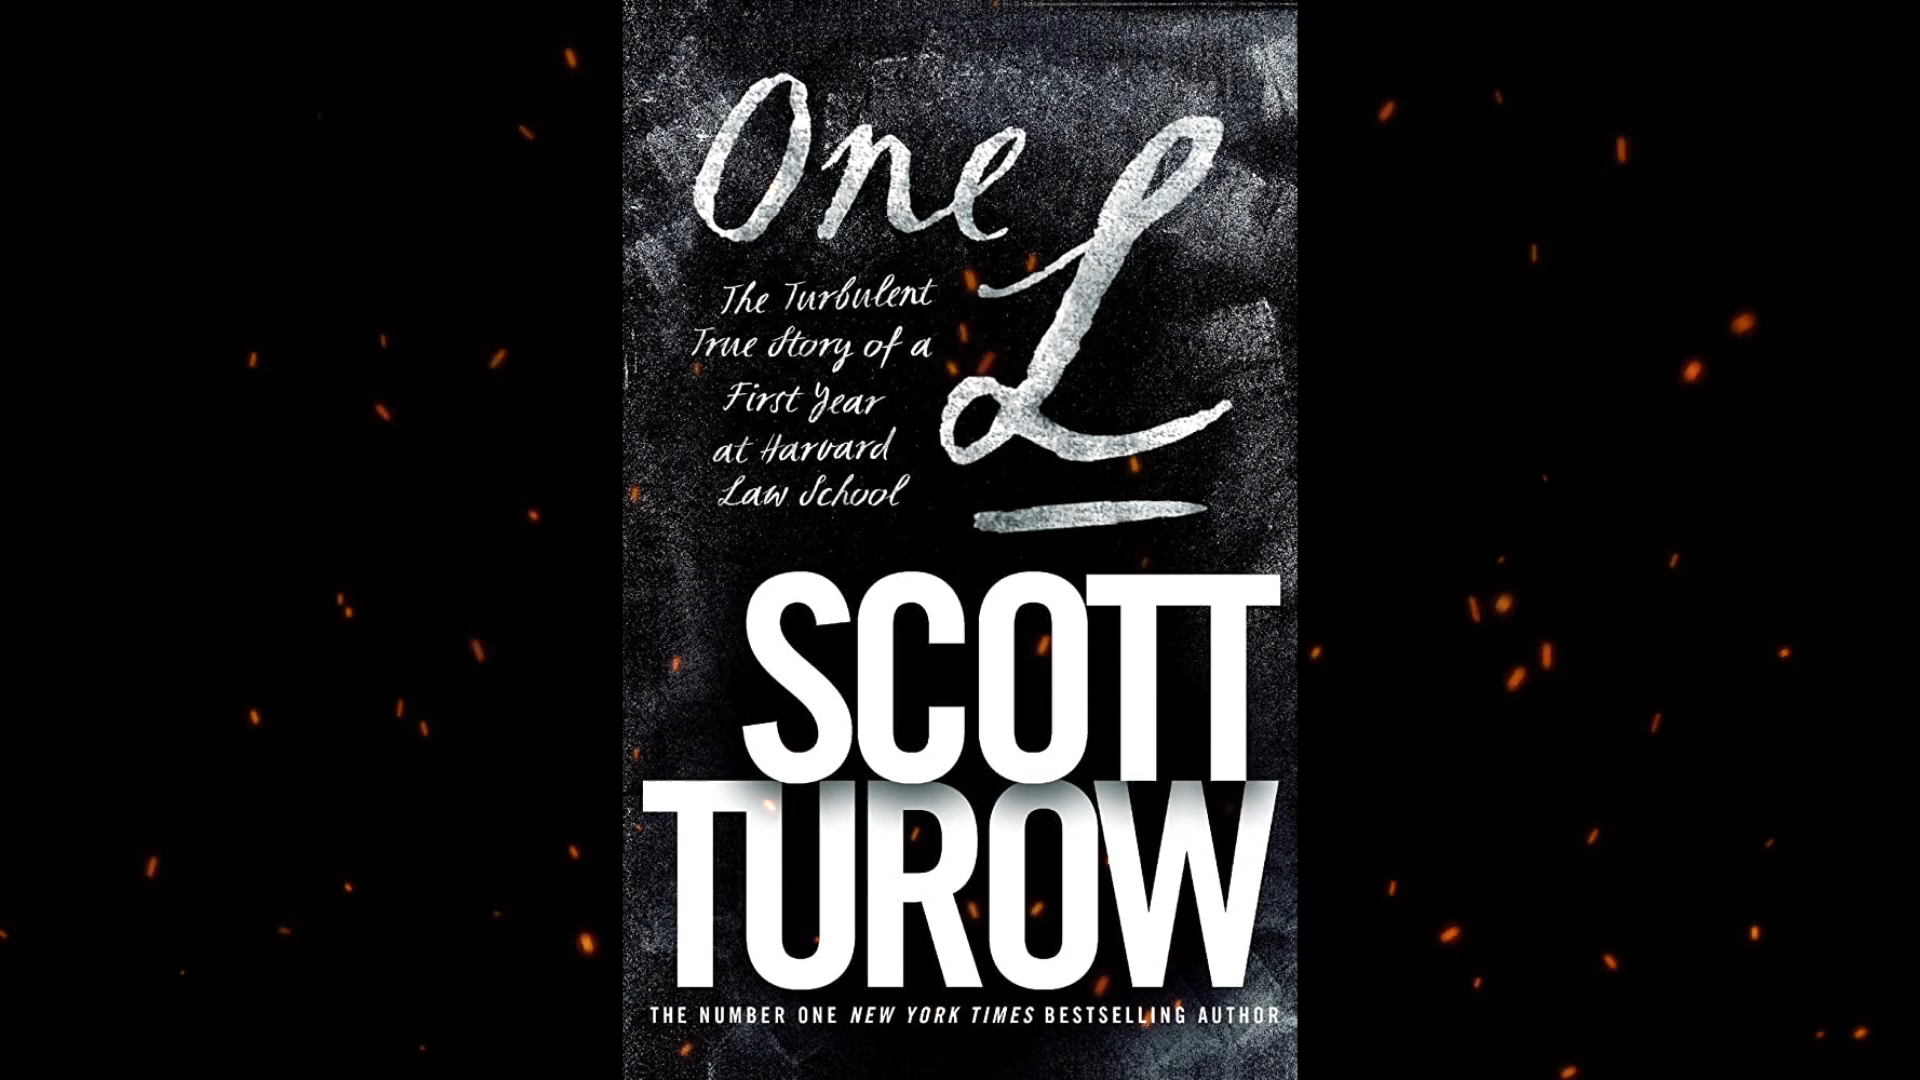 One L
The Turbulent
True Story of a
First Year
at Harvard
Law School
SCOTT
TUROW
THE NUMBER ONE NEW YORK TIMES BESTSELLING AUTHOR